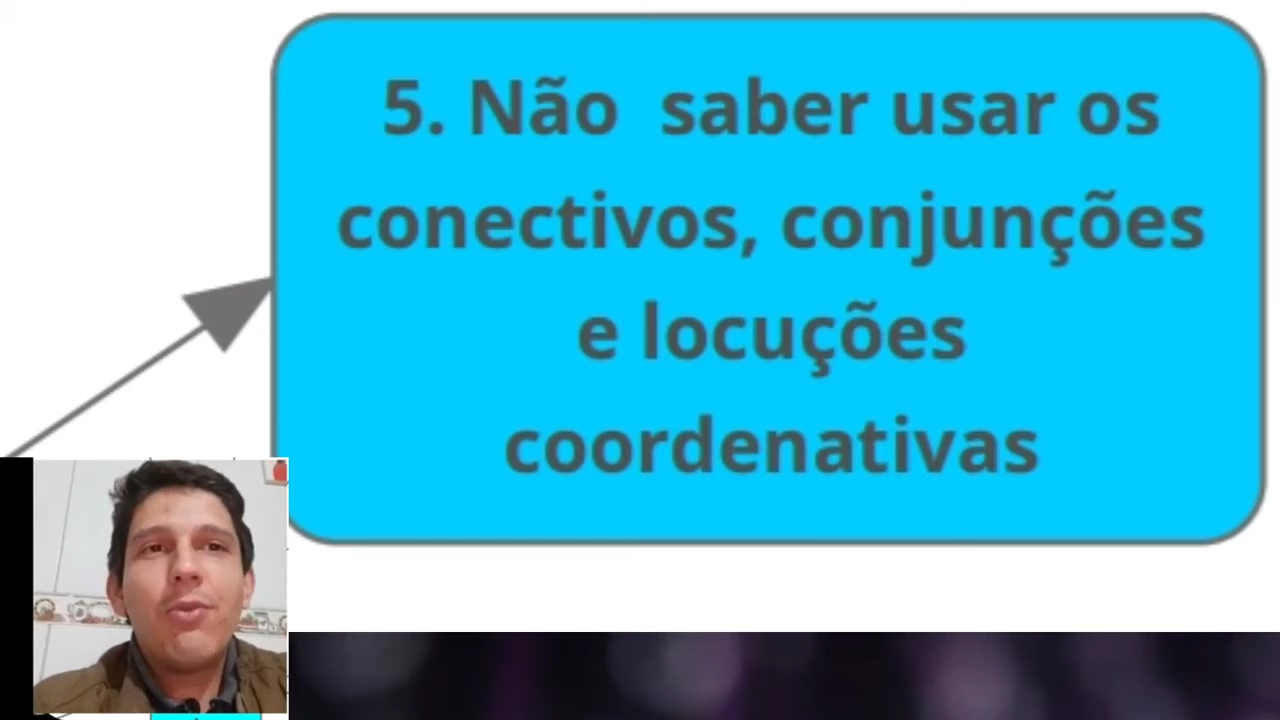 5. Não saber usar os
conectivos, conjunções
e locuções
coordenativas